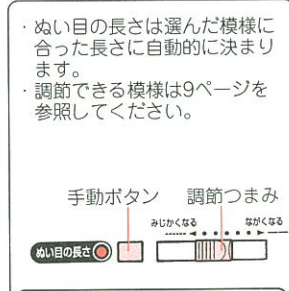 ・ぬい目の長さは選んだ模様に
合った長さに自動的に決まり
ます。
・調節できる模様は9ページを
参照してください。
手動ボタン　調節つまみ
みじかくなる　ながくなる
ぬい目の長さ